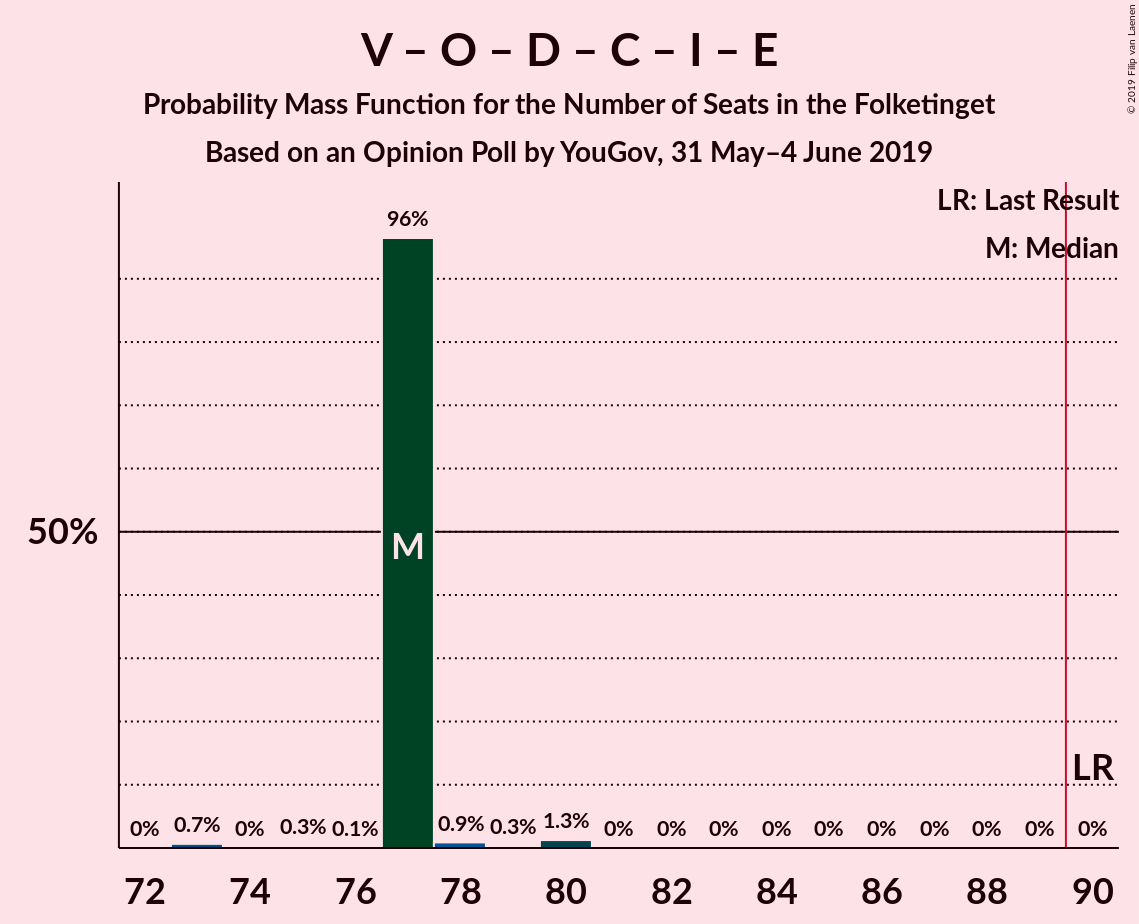 V – O – D – C – I – E
Probability Mass Function for the Number of Seats in the Folketinget
Based on an Opinion Poll by YouGov, 31 May–4 June 2019
© 2019 Filip van Laenen
LR: Last Result
M: Median
96%
50%
M
LR
0% 0.7% 0% 0.3% 0.1% 0.9% 0.3% 1.3% 0% 0% 0% 0% 0% 0% 0% 0% 0% 0%
72 74 76 78 80 82 84 86 88 90